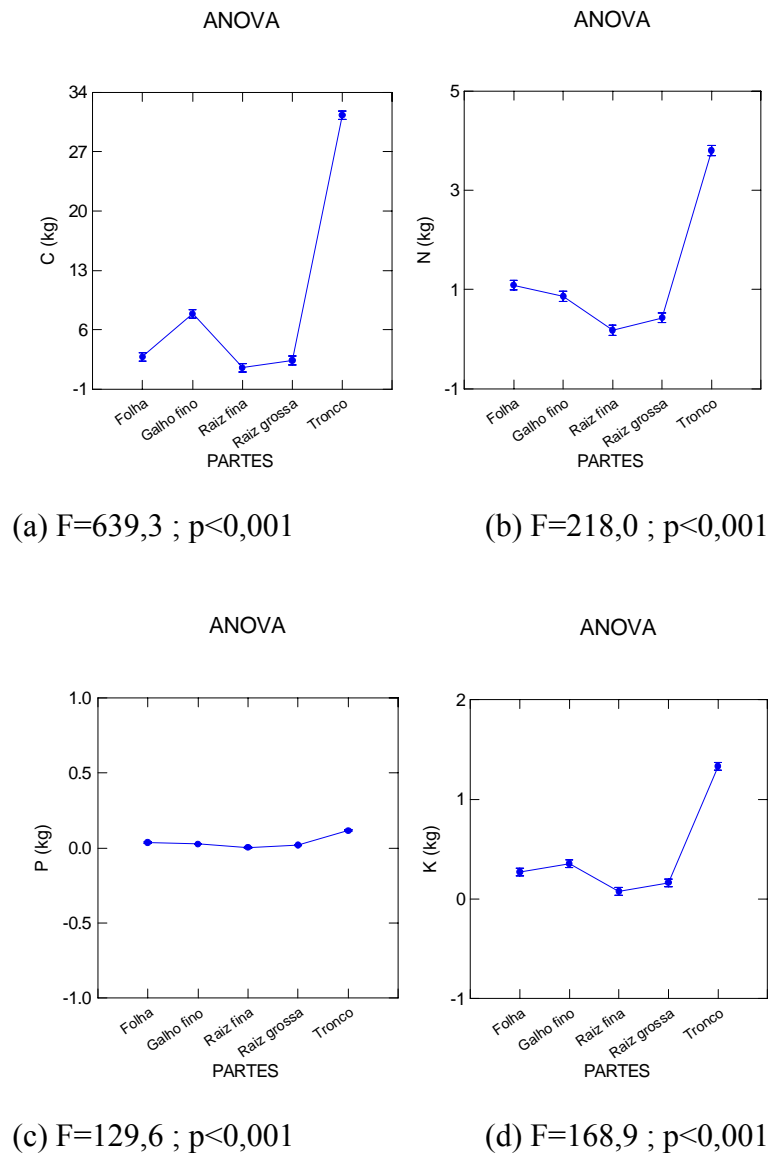 ANOVA
34
27
20
13
6
-1
C (kg)
Folha
Galho fino
Raiz fina
Raiz grossa
Tronco
PARTES
ANOVA
5
3
1
-1
N (kg)
Folha
Galho fino
Raiz fina
Raiz grossa
Tronco
PARTES
(a) F=639,3 ; p<0,001
(b) F=218,0 ; p<0,001
ANOVA
1.0
0.5
0.0
-0.5
-1.0
P (kg)
Folha
Galho fino
Raiz fina
Raiz grossa
Tronco
PARTES
ANOVA
2
1
0
-1
K (kg)
Folha
Galho fino
Raiz fina
Raiz grossa
Tronco
PARTES
(c) F=129,6 ; p<0,001
(d) F=168,9 ; p<0,001